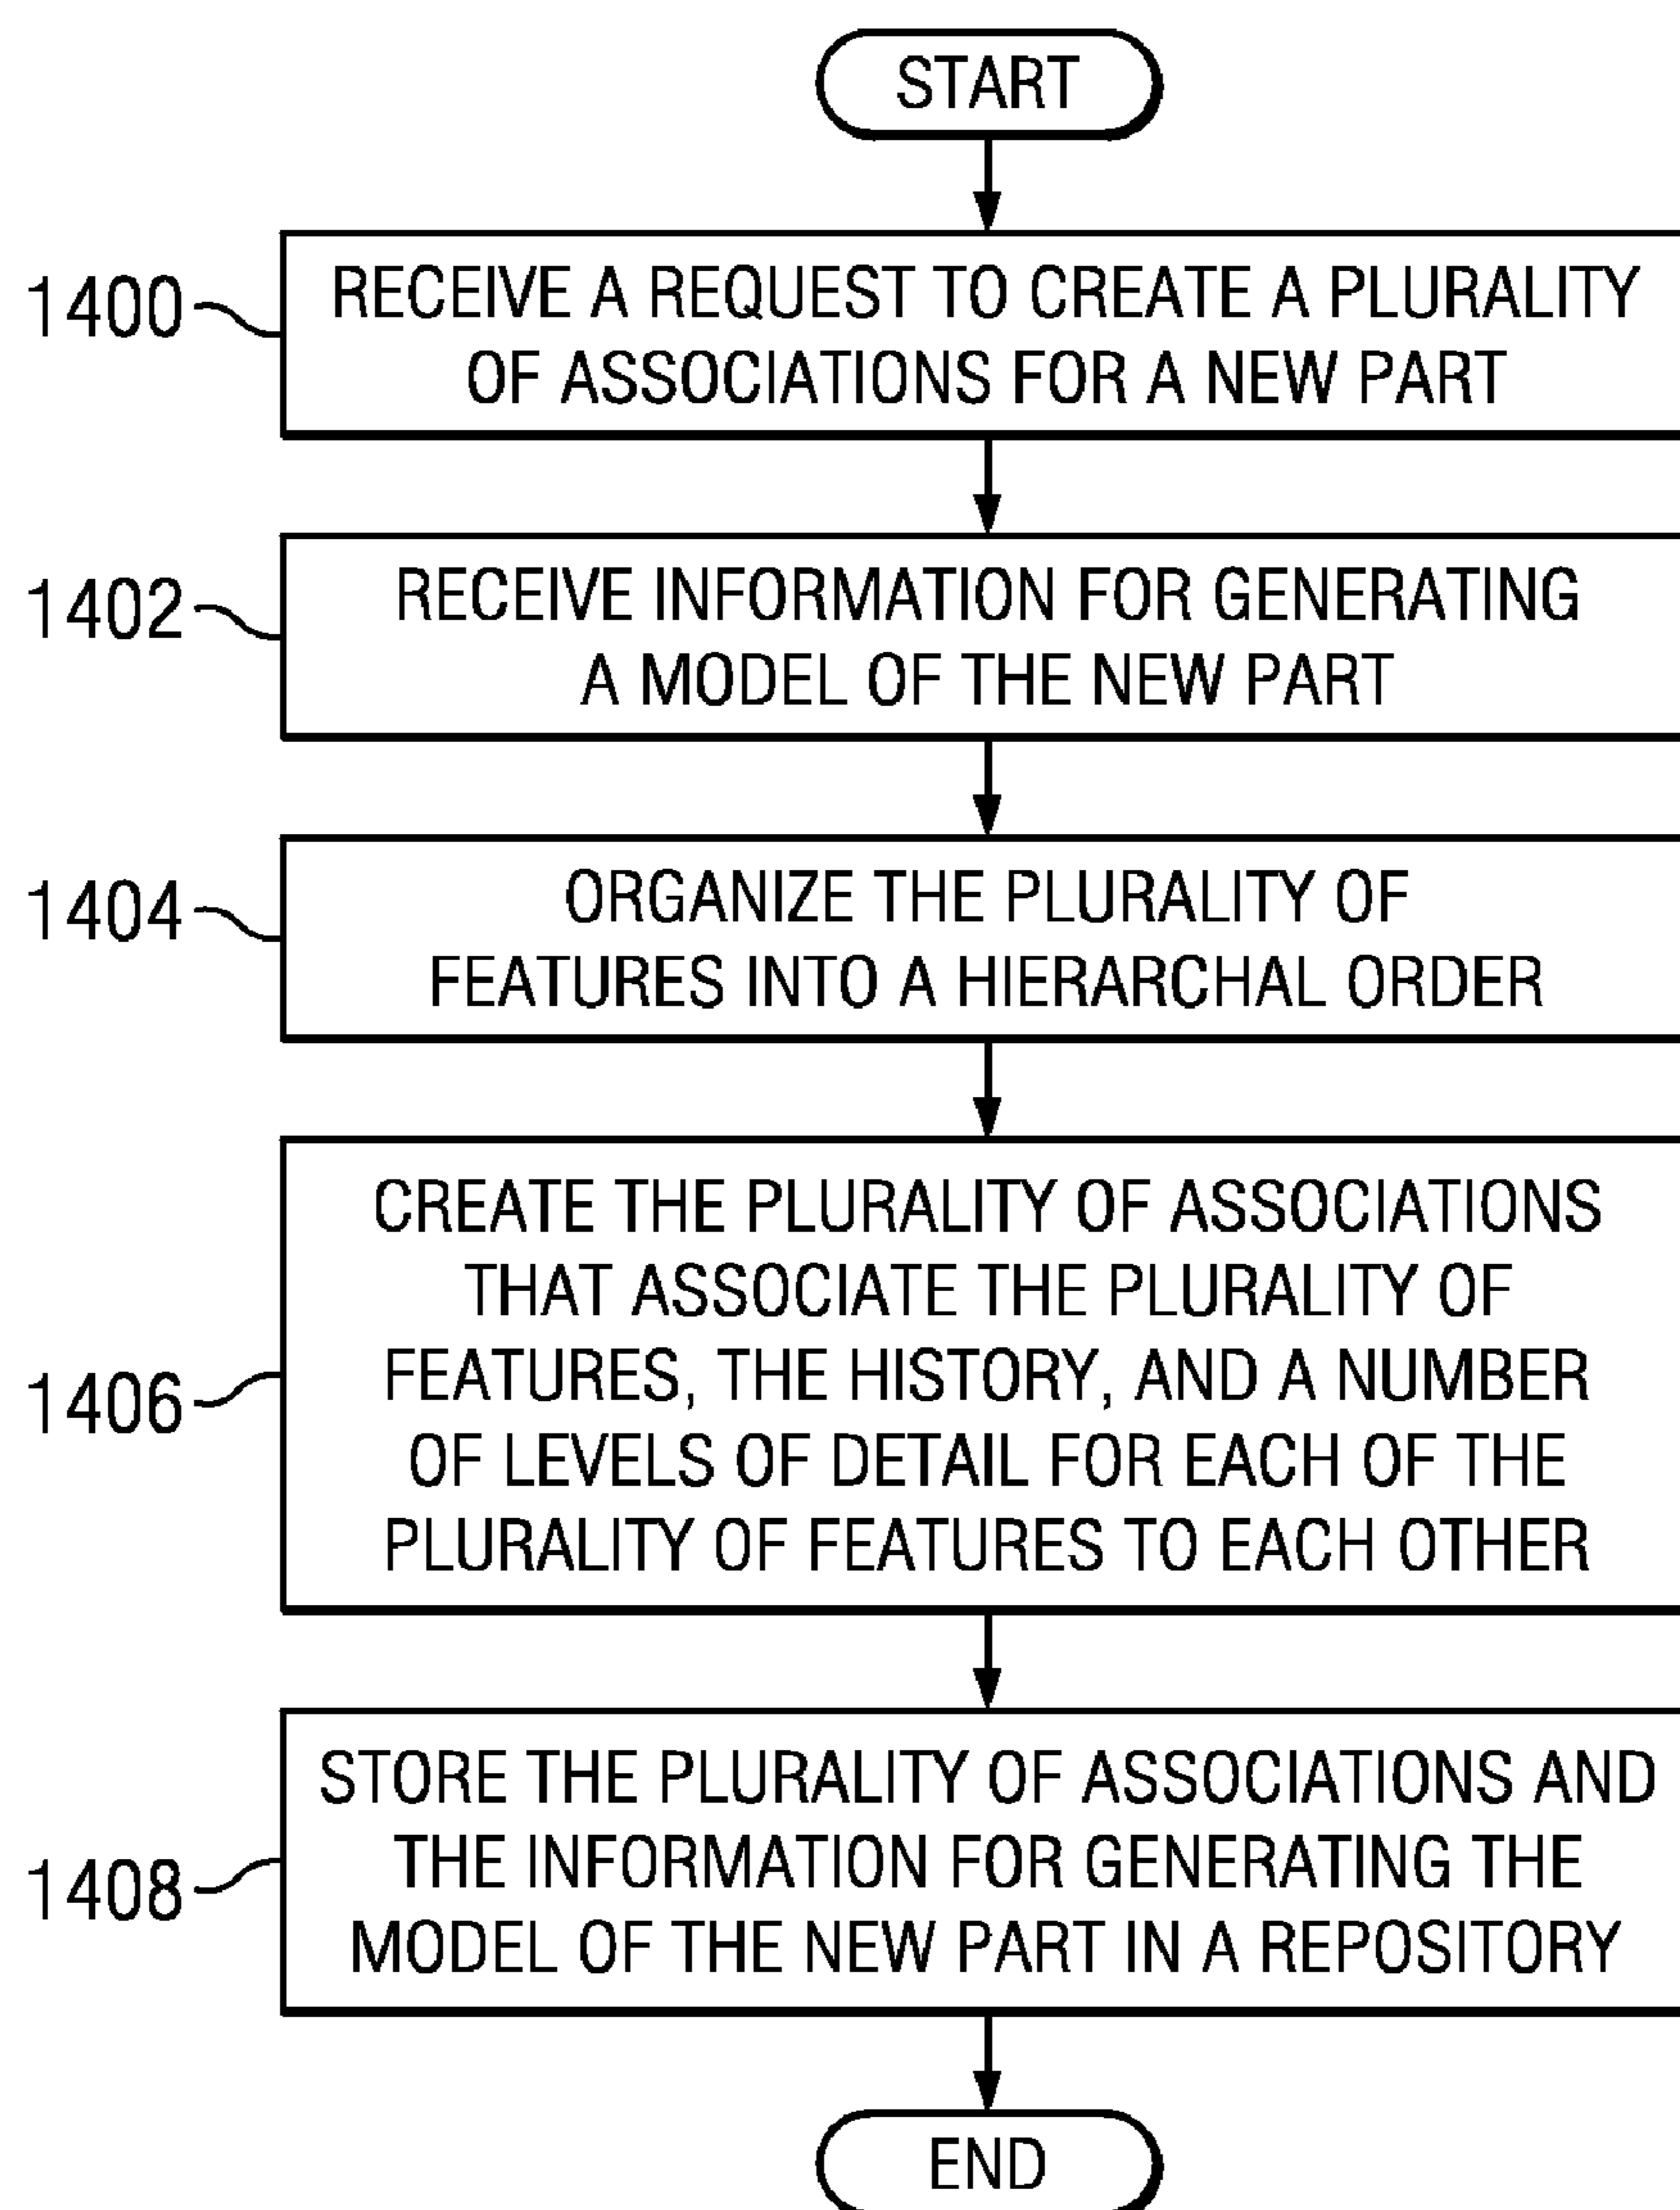 START
1400
RECEIVE A REQUEST TO CREATE A PLURALITY
OF ASSOCIATIONS FOR A NEW PART
1402
RECEIVE INFORMATION FOR GENERATING
A MODEL OF THE NEW PART
1404
ORGANIZE THE PLURALITY OF
FEATURES INTO A HIERARCHAL ORDER
1406
CREATE THE PLURALITY OF ASSOCIATIONS
THAT ASSOCIATE THE PLURALITY OF
FEATURES, THE HISTORY, AND A NUMBER
OF LEVELS OF DETAIL FOR EACH OF THE
PLURALITY OF FEATURES TO EACH OTHER
1408
STORE THE PLURALITY OF ASSOCIATIONS AND
THE INFORMATION FOR GENERATING THE
MODEL OF THE NEW PART IN A REPOSITORY
END